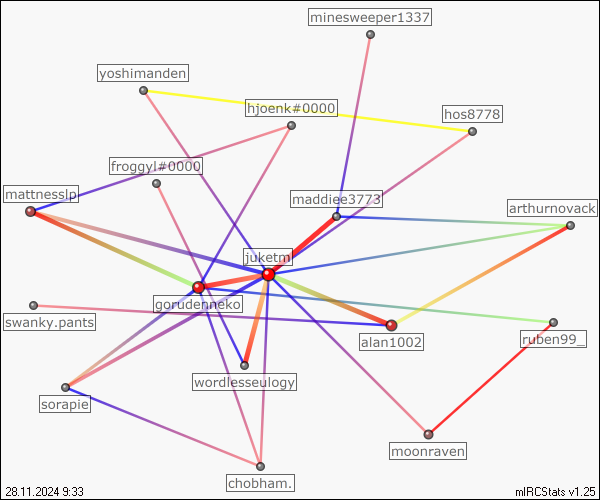 minesweeper1337
yoshimanden
hjoenk#0000
hos8778
froggyl#0000
mattnesslp
maddiee3773
arthurnovack
juketml
gorudenneko
swanky.pants
alan1002
ruben99_
wordlesseulogy
sorapie
moonraven
chobham.
28.11.2024 9:33
mIRCStats v1.25